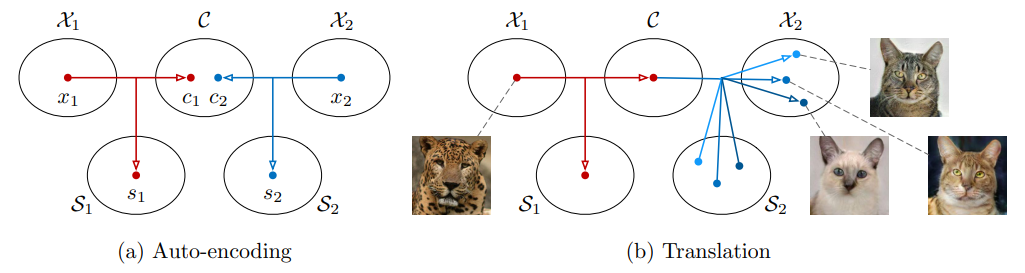 𝒳₁ 𝒞 𝒳₂ 𝒳₁ 𝒞 𝒳₂
x₁ c₁ c₂ x₂
𝒮₁ s₁ s₂ 𝒮₂ 𝒮₁ 𝒮₂
(a) Auto-encoding (b) Translation